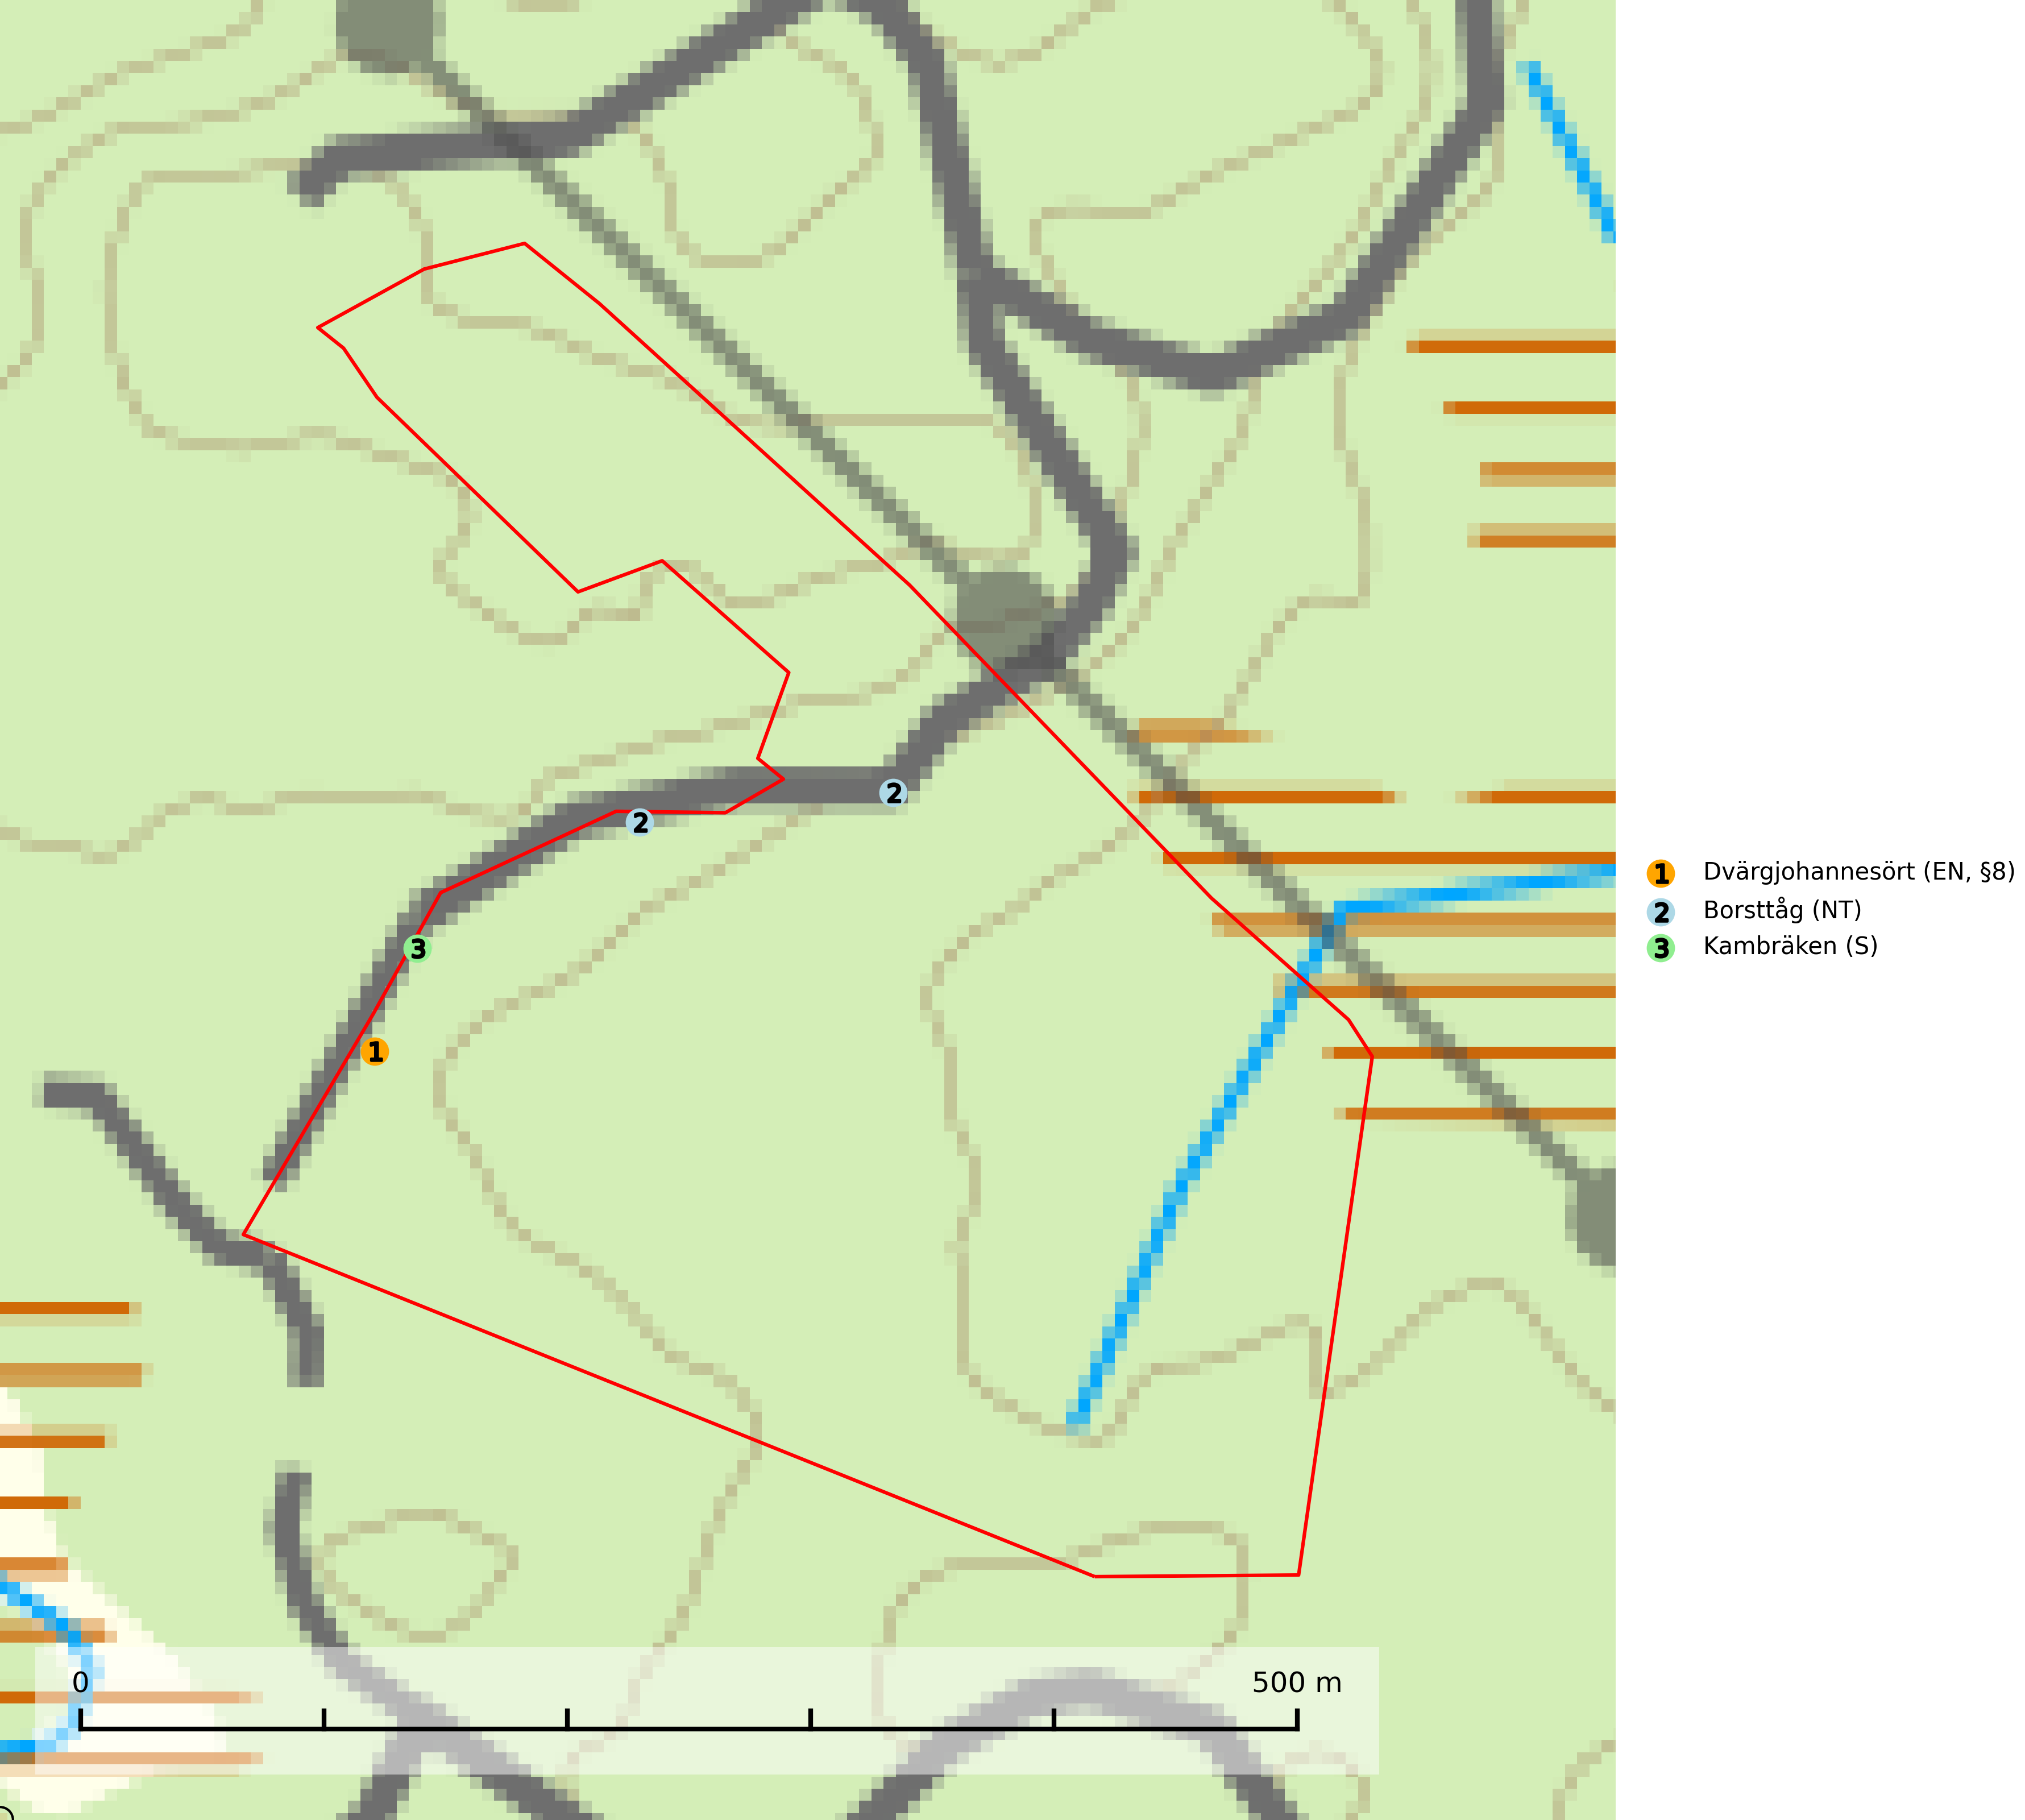 2
2
3
1
1 Dvärgjohannesört (EN, §8)
2 Borsttåg (NT)
3 Kambräken (S)
0 500 m